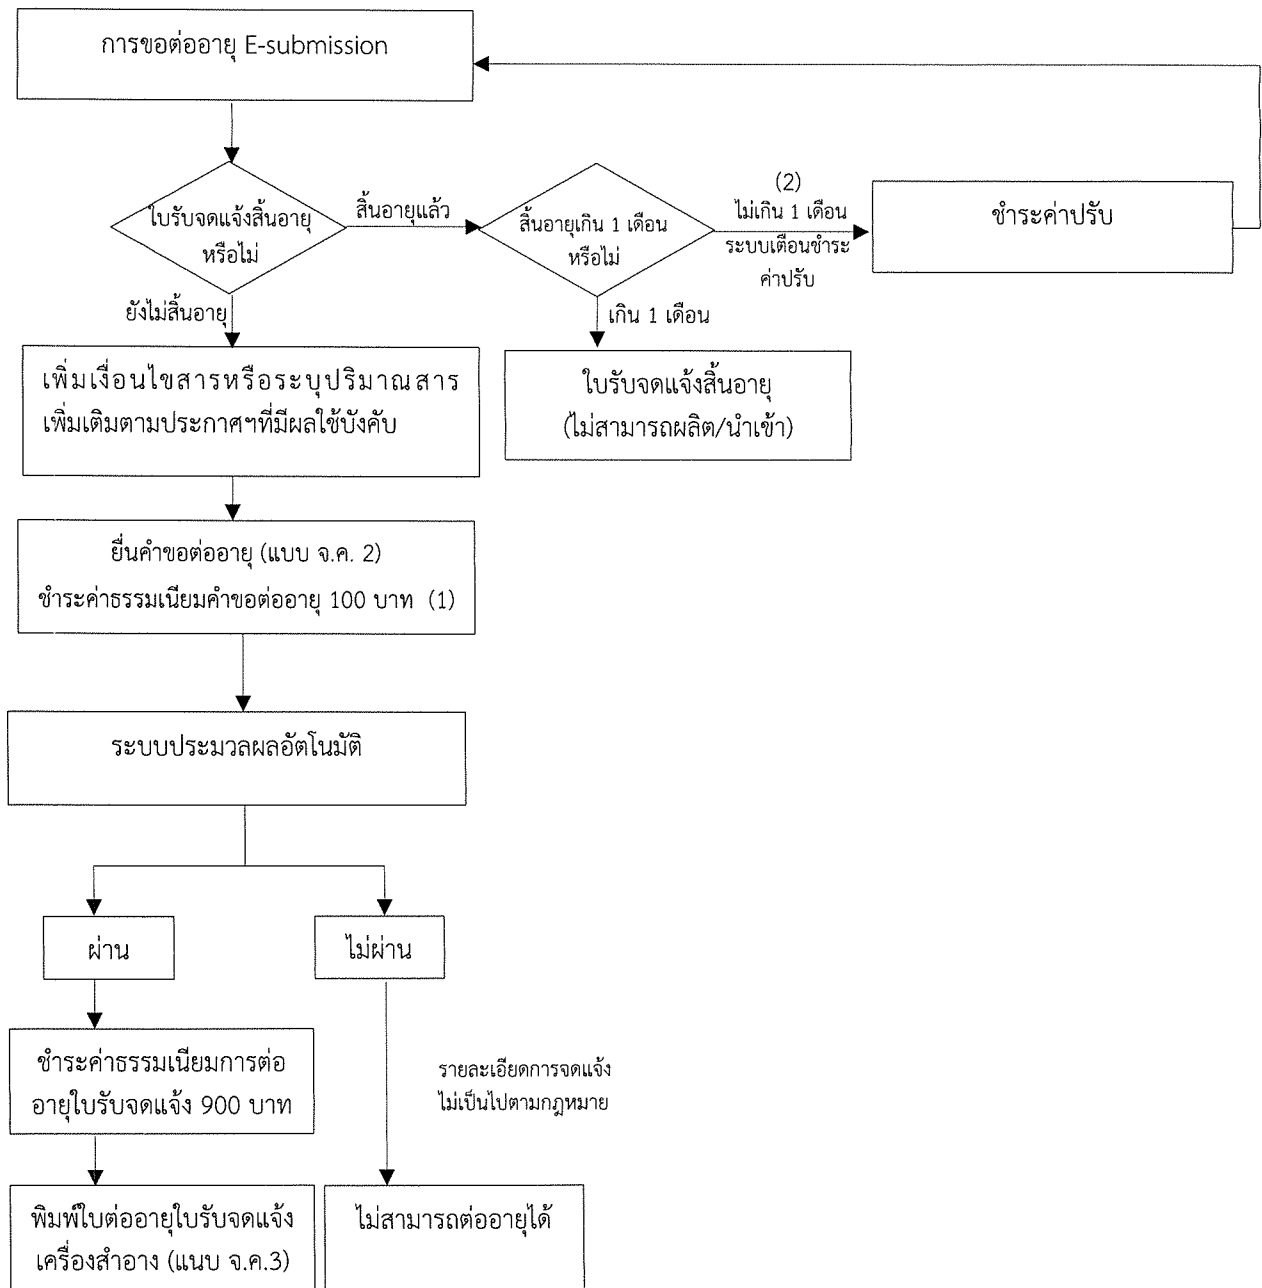 การขอต่ออายุ E-submission
ใบรับจดแจ้งสิ้นอายุ
หรือไม่
สิ้นอายุแล้ว
สิ้นอายุเกิน 1 เดือน
หรือไม่
(2)
ไม่เกิน 1 เดือน
ระบบเตือนชำระ
ค่าปรับ
ชำระค่าปรับ
ยังไม่สิ้นอายุ
เกิน 1 เดือน
เพิ่มเงื่อนไขสารหรือระบุปริมาณสาร
เพิ่มเติมตามประกาศฯที่มีผลใช้บังคับ
ใบรับจดแจ้งสิ้นอายุ
(ไม่สามารถผลิต/นำเข้า)
ยื่นคำขอต่ออายุ (แบบ จ.ค. 2)
ชำระค่าธรรมเนียมคำขอต่ออายุ 100 บาท (1)
ระบบประมวลผลอัตโนมัติ
ผ่าน
ไม่ผ่าน
ชำระค่าธรรมเนียมการต่อ
อายุใบรับจดแจ้ง 900 บาท
รายละเอียดการจดแจ้ง
ไม่เป็นไปตามกฎหมาย
พิมพ์ใบต่ออายุใบรับจดแจ้ง
เครื่องสำอาง (แนบ จ.ค.3)
ไม่สามารถต่ออายุได้